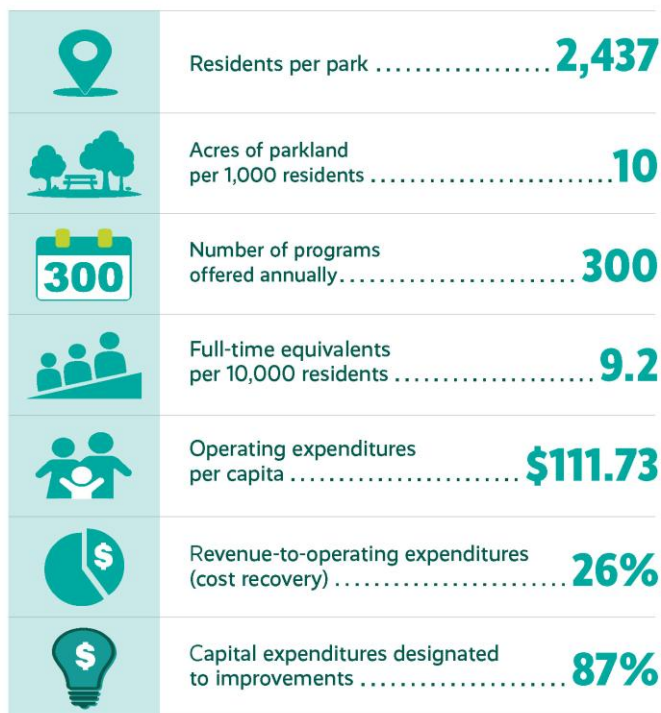 Residents per park .................. 2,437
Acres of parkland
per 1,000 residents .........................10
300
Number of programs
offered annually........................ 300
Full-time equivalents
per 10,000 residents .................... 9.2
Operating expenditures
per capita ....................... $111.73
$
Revenue-to-operating expenditures
(cost recovery) ....................... 26%
$
Capital expenditures designated
to improvements ..................... 87%